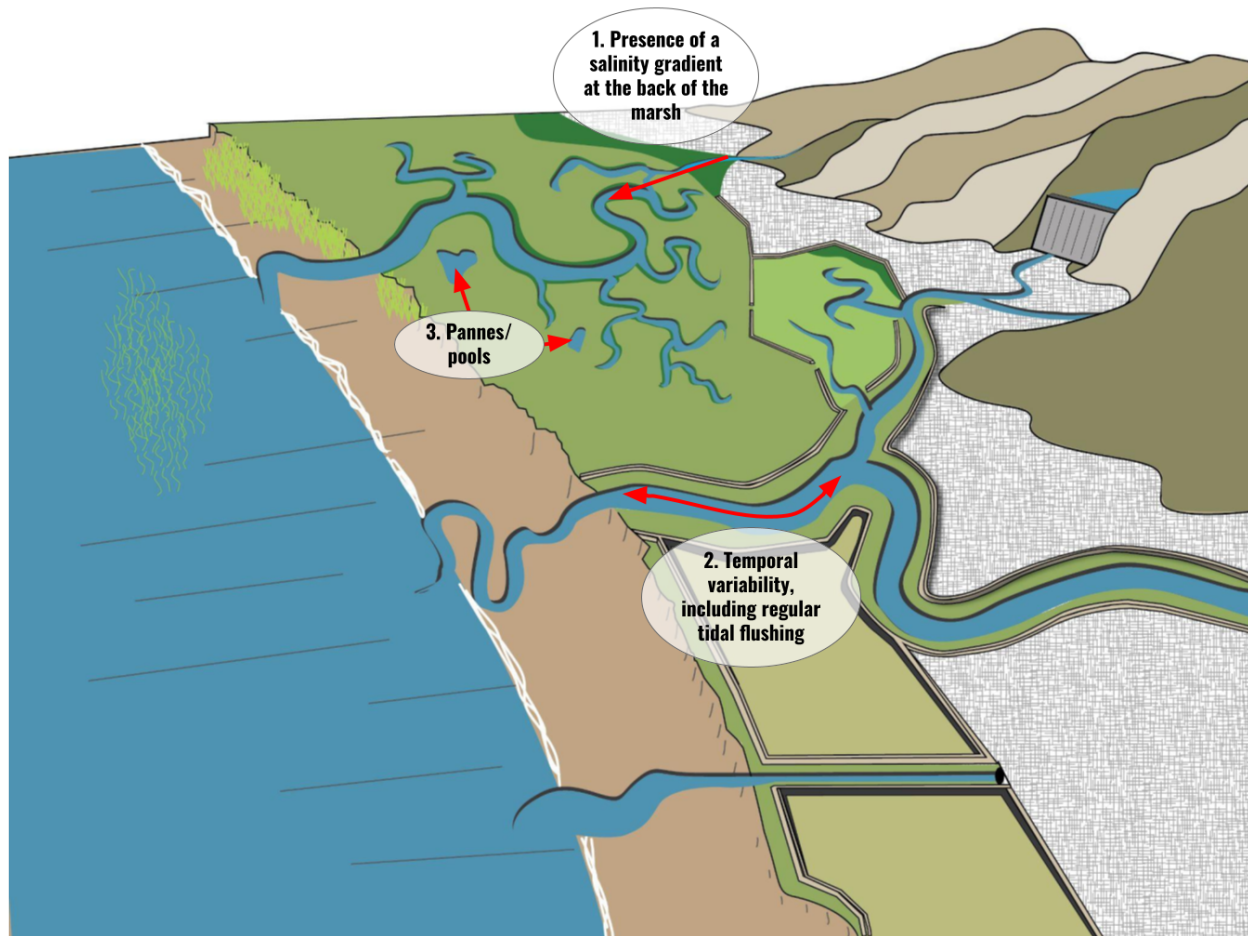 1. Presence of a
salinity gradient
at the back of the
marsh
3. Pannes/
pools
2. Temporal
variability,
including regular
tidal flushing